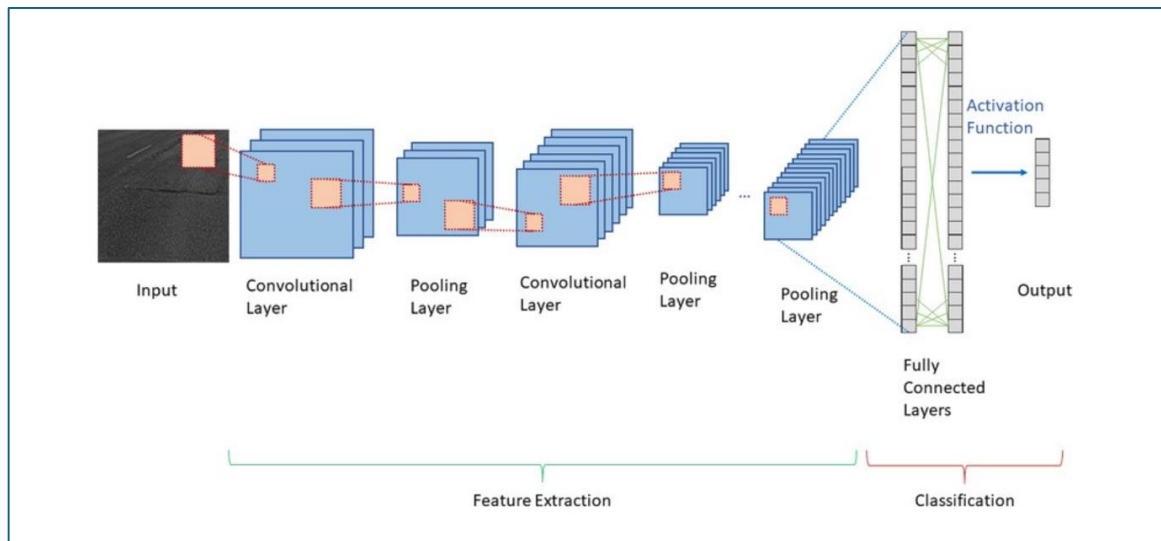 Activation
Function
Input
Convolutional
Layer
Pooling
Layer
Convolutional
Layer
Pooling
Layer
...
Pooling
Layer
Output
Fully
Connected
Layers
Feature Extraction
Classification